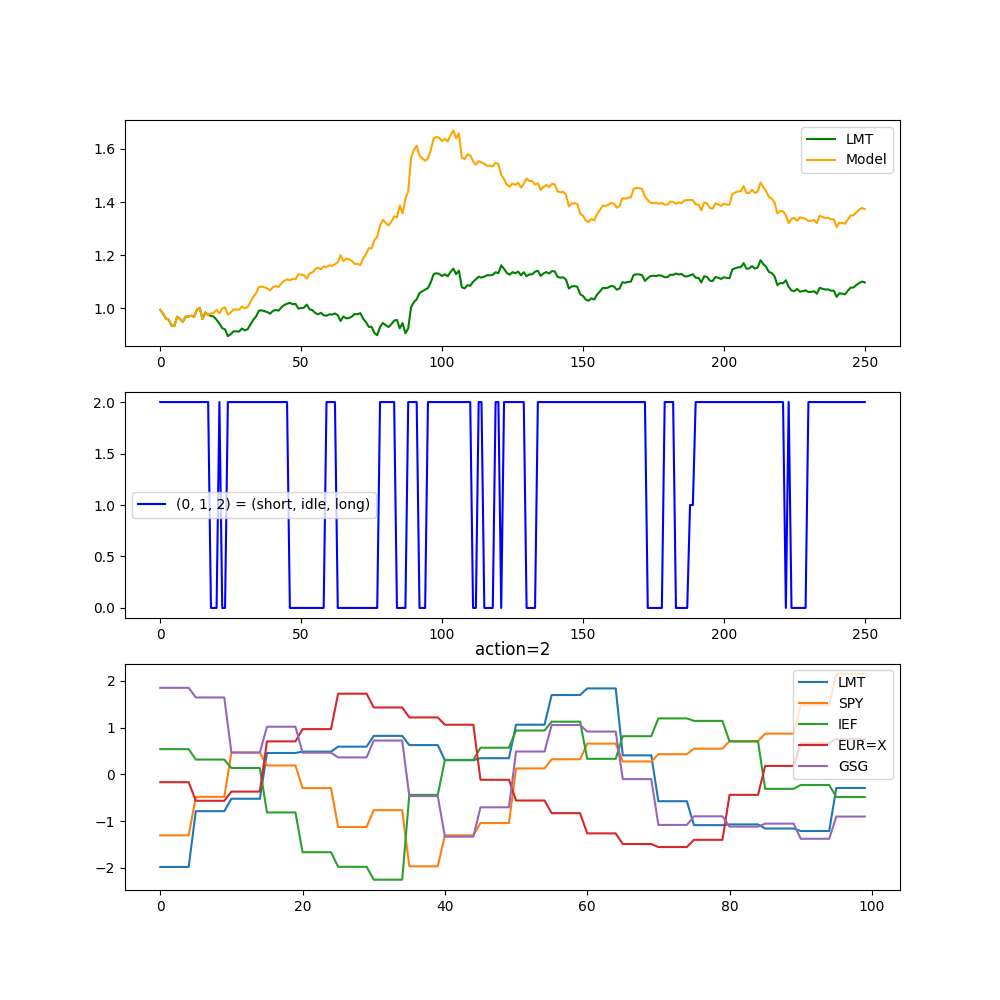 1.6
1.4
1.2
1.0
LMT
Model
0 50 100 150 200 250
2.0
1.5
1.0
0.5
0.0
(0, 1, 2) = (short, idle, long)
0 50 100 150 200 250
action=2
2
1
0
−1
−2
LMT
SPY
IEF
EUR=X
GSG
0 20 40 60 80 100